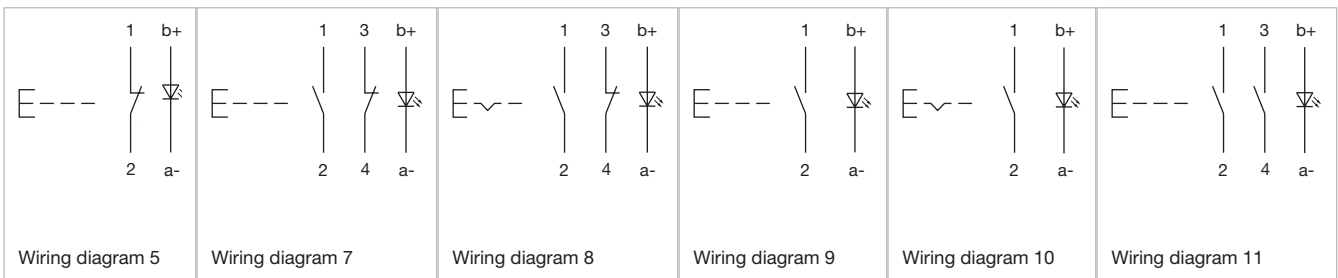 1 b+
2 a-
Wiring diagram 5
1 3 b+
2 4 a-
Wiring diagram 7
1 3 b+
2 4 a-
Wiring diagram 8
1 b+
2 a-
Wiring diagram 9
1 b+
2 a-
Wiring diagram 10
1 3 b+
2 4 a-
Wiring diagram 11